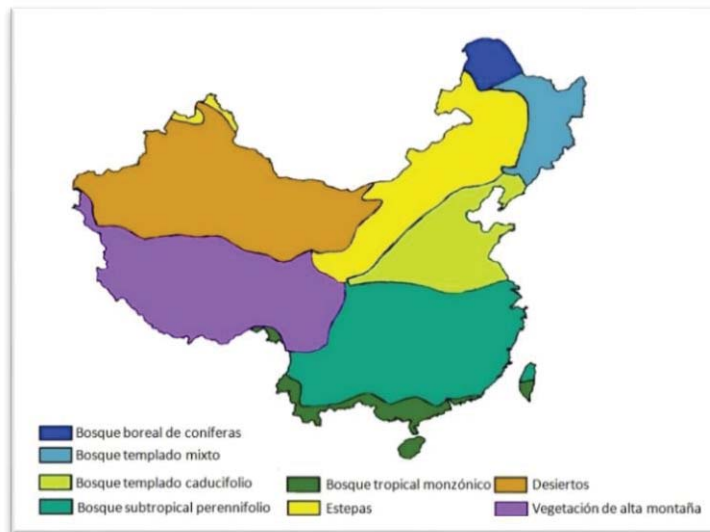 Bosque boreal de coníferas
Bosque templado mixto
Bosque templado caducifolio
Bosque subtropical perennifolio
Bosque tropical monzónico
Estepas
Desiertos
Vegetación de alta montaña